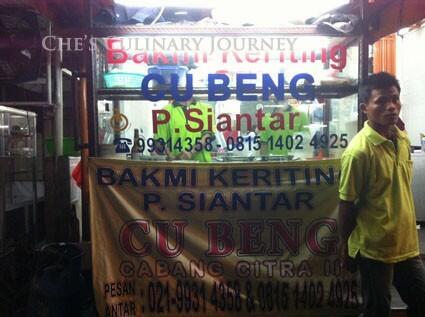 CHE'S CULINARY JOURNEY
Bakmi Keriting
CU BENG
P.Siantar
99314358 - 0815 1402 4925
BAKMI KERITING
P. SIANTAR
CU BENG
CABANG CITRA II
PESAN ANTAR : 021-9931 4358 & 0815 1402 4925